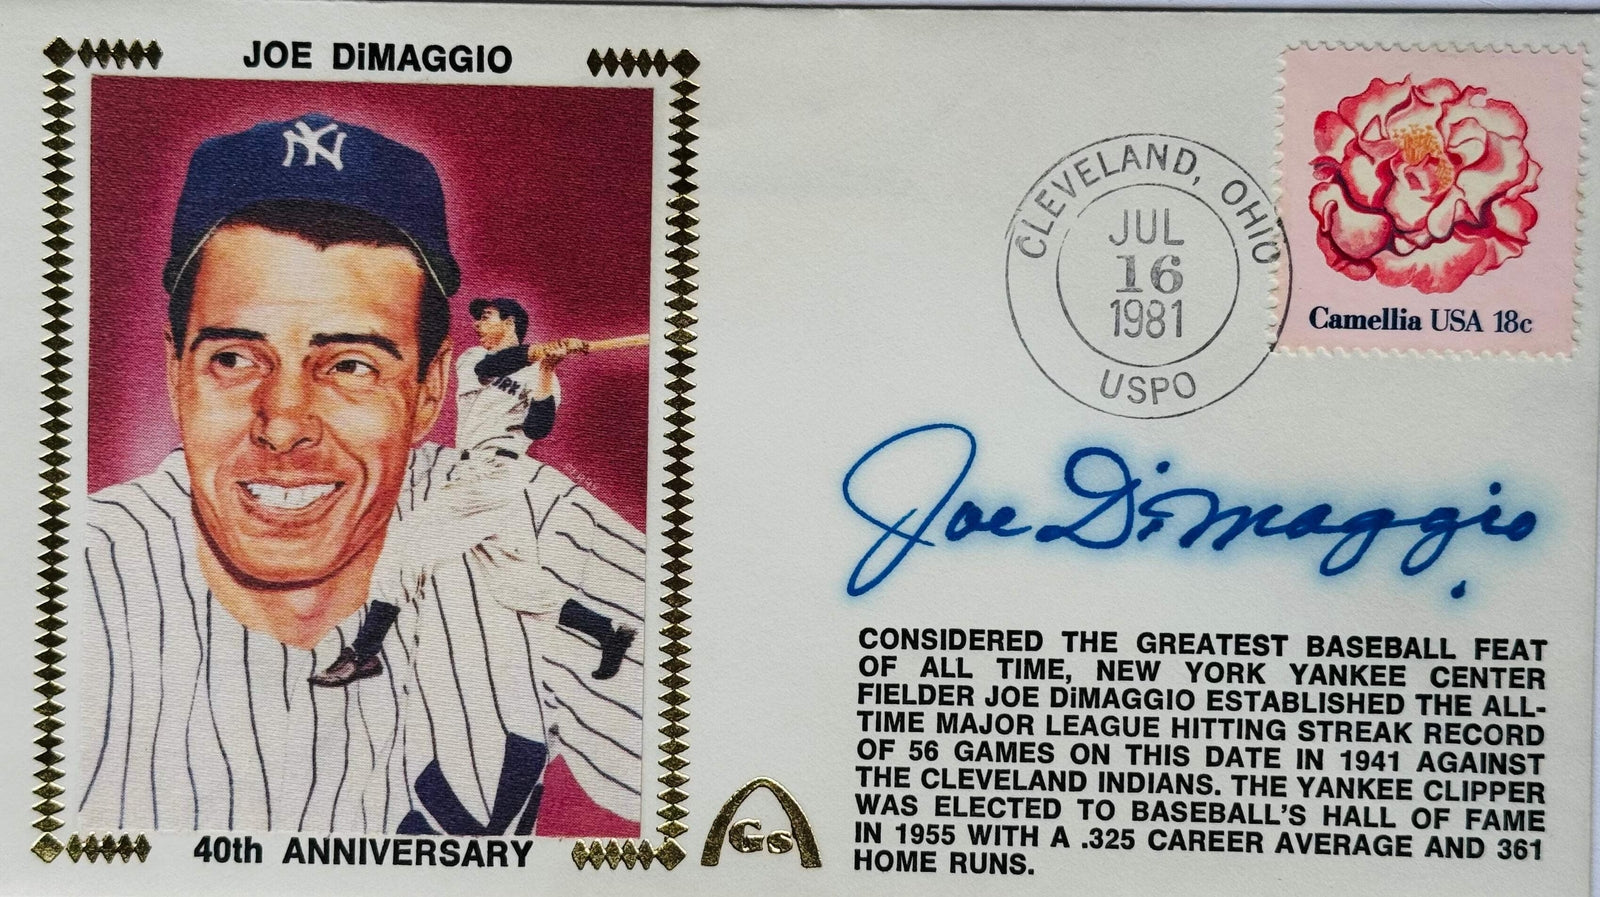 JOE DiMAGGIO
NY
40th ANNIVERSARY
CLEVELAND, OHIO
JUL
16
1981
USPO
Camellia USA 18c
Joe DiMaggio
CONSIDERED THE GREATEST BASEBALL FEAT
OF ALL TIME, NEW YORK YANKEE CENTER
FIELDER JOE DiMAGGIO ESTABLISHED THE ALL-
TIME MAJOR LEAGUE HITTING STREAK RECORD
OF 56 GAMES ON THIS DATE IN 1941 AGAINST
THE CLEVELAND INDIANS. THE YANKEE CLIPPER
WAS ELECTED TO BASEBALL'S HALL OF FAME
IN 1955 WITH A .325 CAREER AVERAGE AND 361
HOME RUNS.
Gs